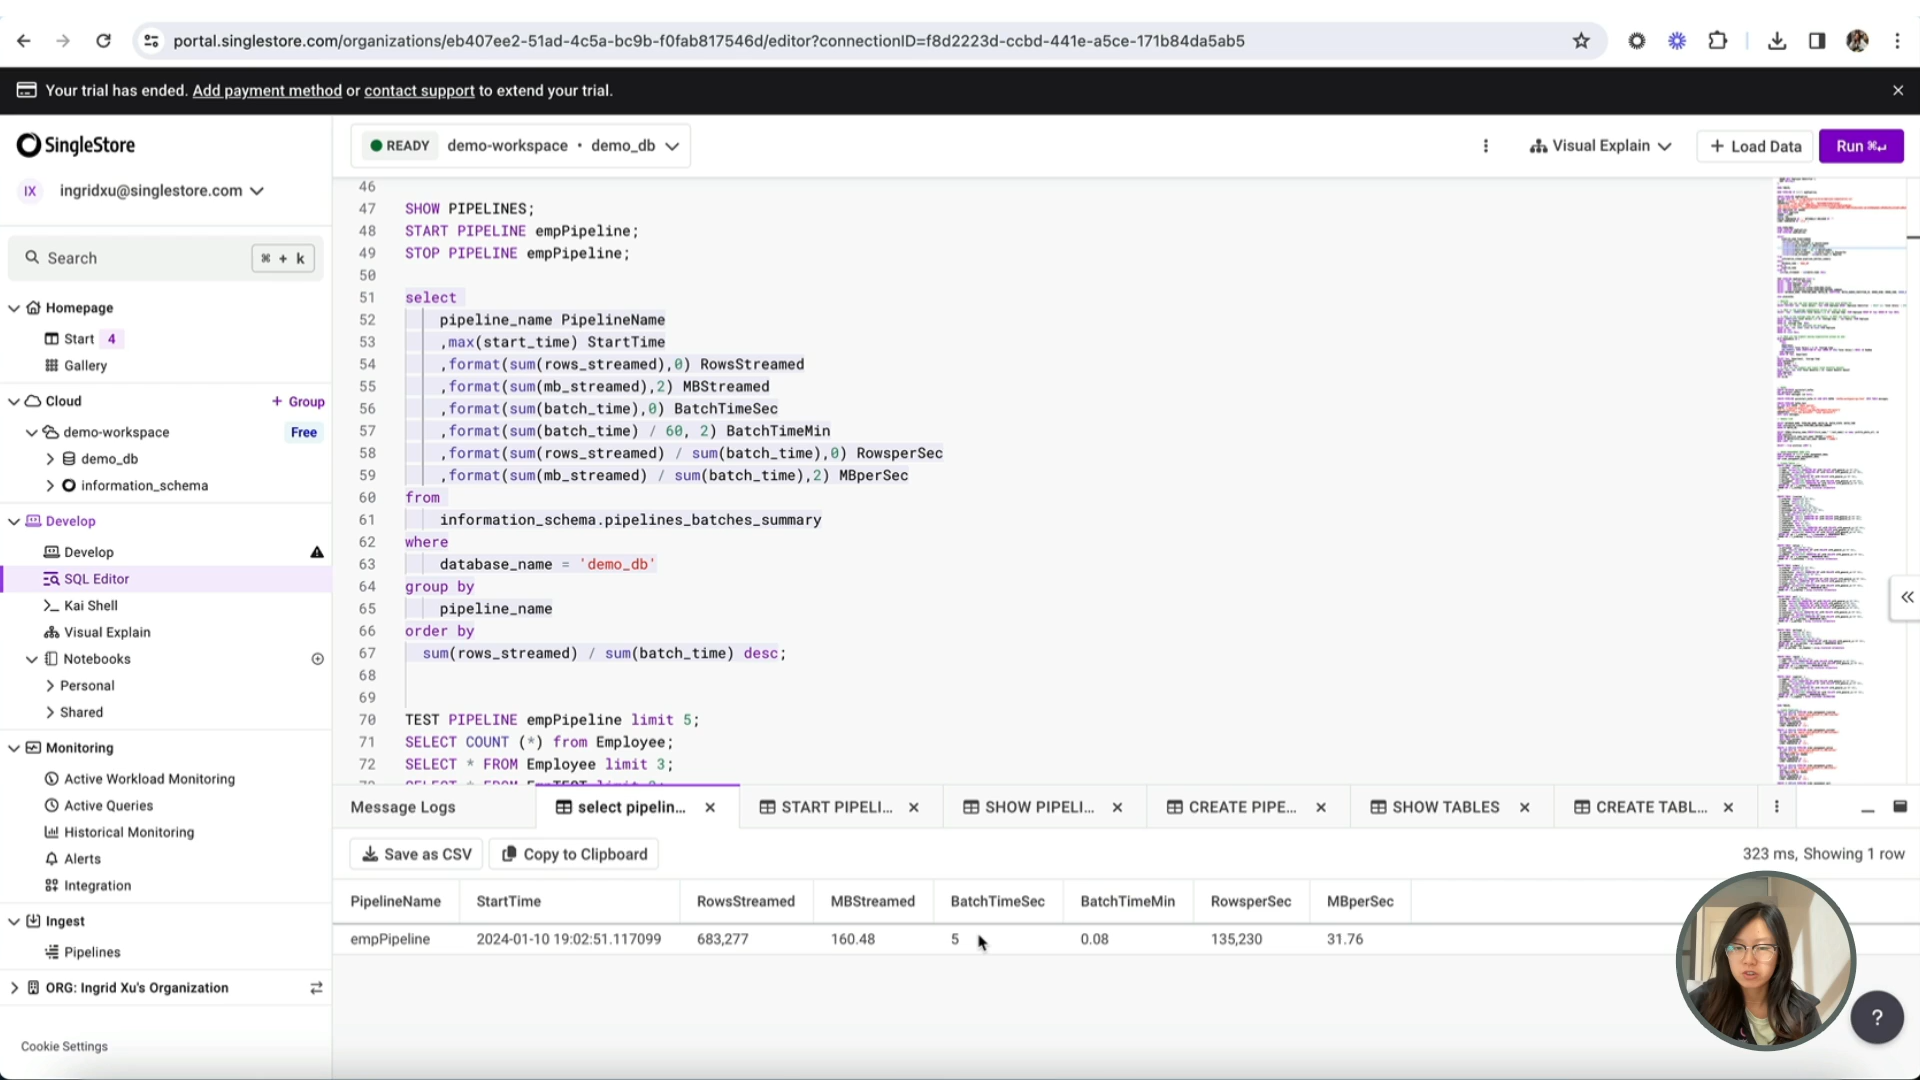 portal.singlestore.com/organizations/eb407ee2-51ad-4c5a-bc9b-f0fab817546d/editor?connectionID=f8d2223d-ccbd-441e-a5ce-171b84da5ab5
Your trial has ended. Add payment method or contact support to extend your trial.
SingleStore
IX ingridxu@singlestore.com
Search ⌘ + k
Homepage
Start 4
Gallery
Cloud + Group
demo-workspace Free
demo_db
information_schema
Develop
Develop
SQL Editor
Kai Shell
Visual Explain
Notebooks
Personal
Shared
Monitoring
Active Workload Monitoring
Active Queries
Historical Monitoring
Alerts
Integration
Ingest
Pipelines
ORG: Ingrid Xu's Organization
Cookie Settings
READY demo-workspace • demo_db
Visual Explain + Load Data Run ⌘↵
46
47 SHOW PIPELINES;
48 START PIPELINE empPipeline;
49 STOP PIPELINE empPipeline;
50
51 select
52 pipeline_name PipelineName
53 ,max(start_time) StartTime
54 ,format(sum(rows_streamed),0) RowsStreamed
55 ,format(sum(mb_streamed),2) MBStreamed
56 ,format(sum(batch_time),0) BatchTimeSec
57 ,format(sum(batch_time) / 60, 2) BatchTimeMin
58 ,format(sum(rows_streamed) / sum(batch_time),0) RowsperSec
59 ,format(sum(mb_streamed) / sum(batch_time),2) MBperSec
60 from
61 information_schema.pipelines_batches_summary
62 where
63 database_name = 'demo_db'
64 group by
65 pipeline_name
66 order by
67 sum(rows_streamed) / sum(batch_time) desc;
68
69
70 TEST PIPELINE empPipeline limit 5;
71 SELECT COUNT (*) from Employee;
72 SELECT * FROM Employee limit 3;
Message Logs select pipelin... START PIPELI... SHOW PIPELI... CREATE PIPE... SHOW TABLES CREATE TABL...
Save as CSV Copy to Clipboard 323 ms, Showing 1 row
PipelineName StartTime RowsStreamed MBStreamed BatchTimeSec BatchTimeMin RowsperSec MBperSec
empPipeline 2024-01-10 19:02:51.117099 683,277 160.48 5 0.08 135,230 31.76
?